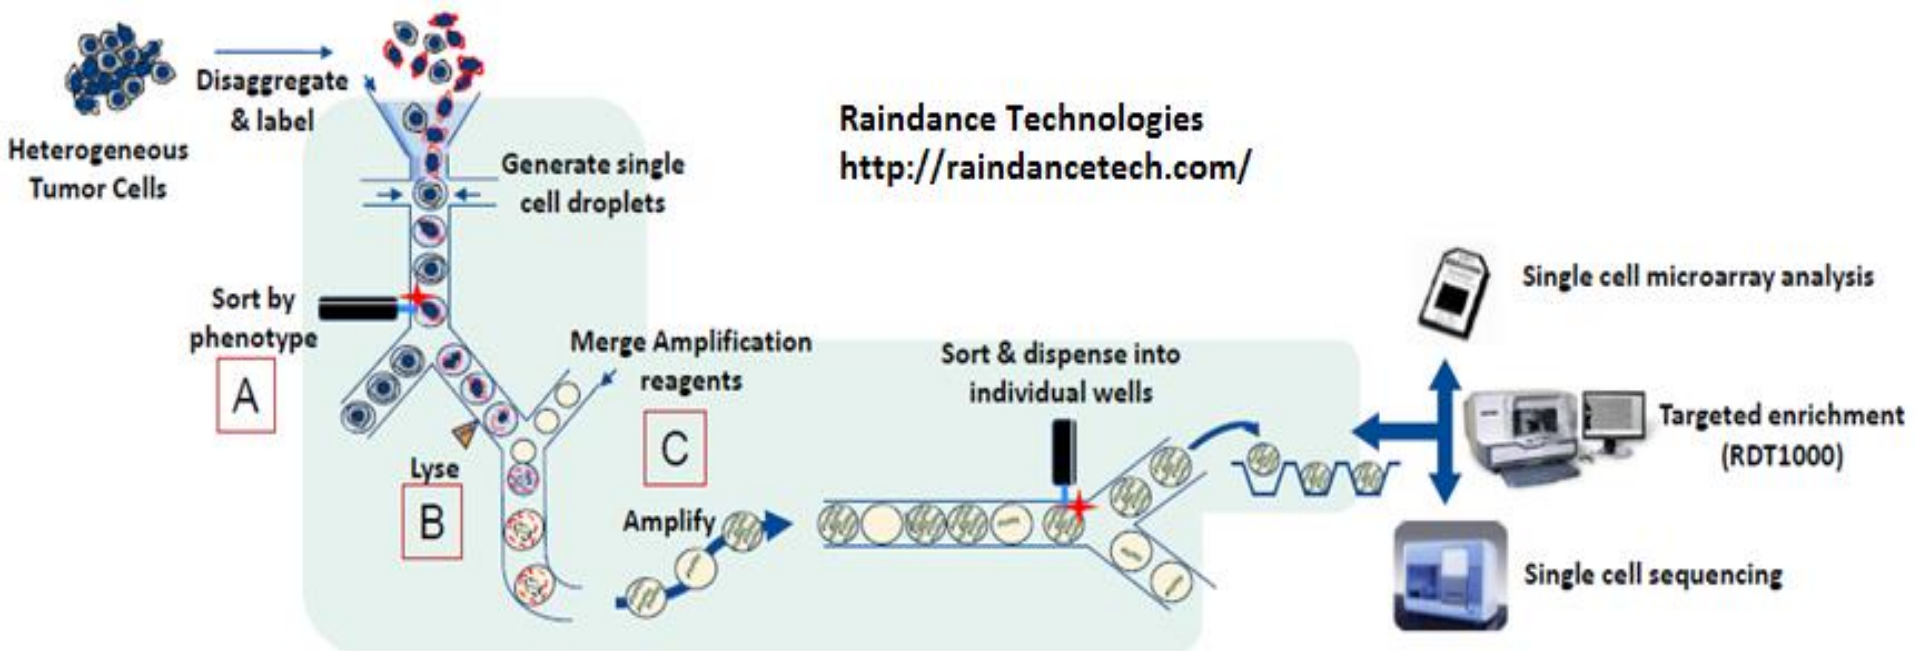 Heterogeneous
Tumor Cells
Disaggregate
& label
Generate single
cell droplets
Raindance Technologies
http://raindancetech.com/
Sort by
phenotype
A
Lyse
B
Merge Amplification
reagents
C
Amplify
Sort & dispense into
individual wells
Single cell microarray analysis
Targeted enrichment
(RDT1000)
Single cell sequencing